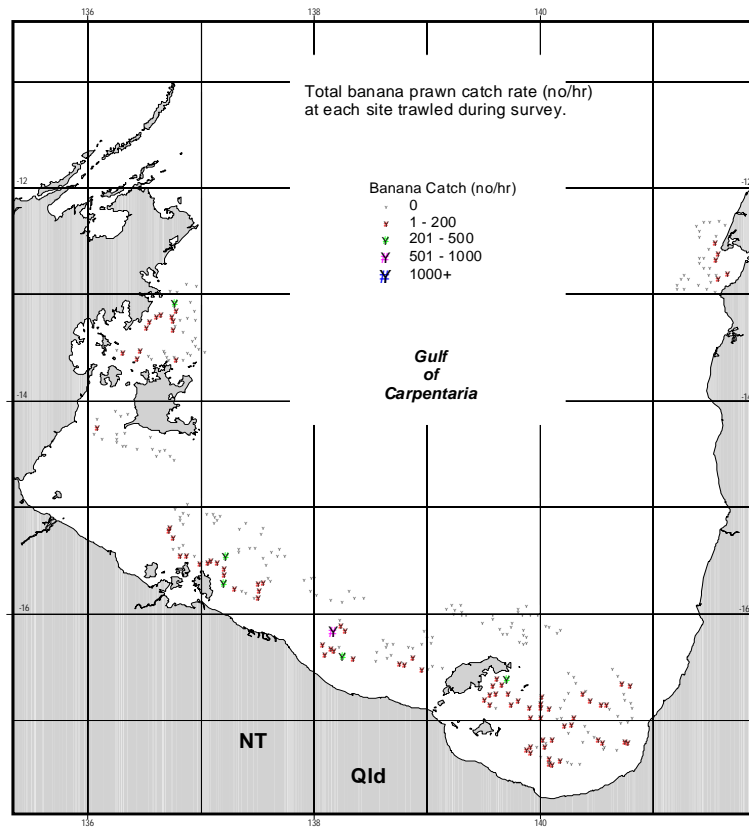 136 138 140
Total banana prawn catch rate (no/hr)
at each site trawled during survey.
-12 -12
Banana Catch (no/hr)
0
1 - 200
201 - 500
501 - 1000
1000+
Gulf
of
Carpentaria
-14 -14
-16 -16
NT
Qld
136 138 140